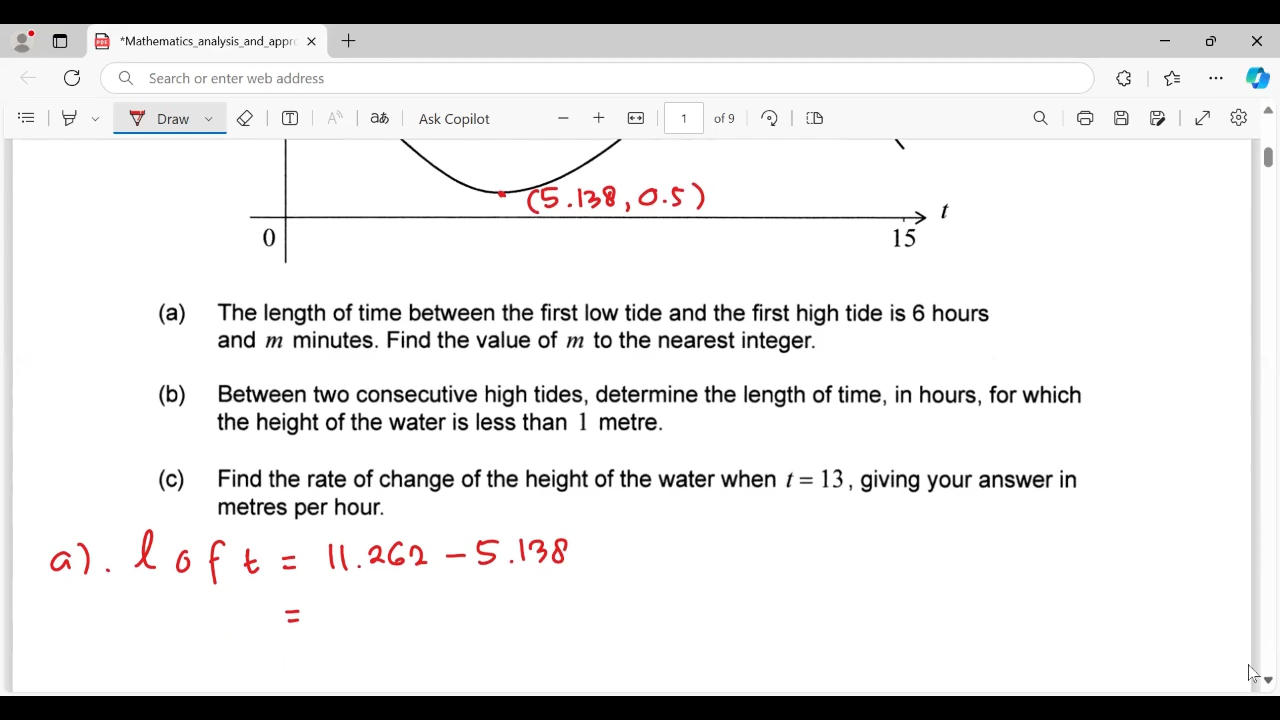 *Mathematics_analysis_and_appro
Search or enter web address
Draw
Ask Copilot
1 of 9
(5.138, 0.5)
t
0
15
(a) The length of time between the first low tide and the first high tide is 6 hours
and m minutes. Find the value of m to the nearest integer.
(b) Between two consecutive high tides, determine the length of time, in hours, for which
the height of the water is less than 1 metre.
(c) Find the rate of change of the height of the water when t = 13, giving your answer in
metres per hour.
a). l of t = 11.262 - 5.138
=